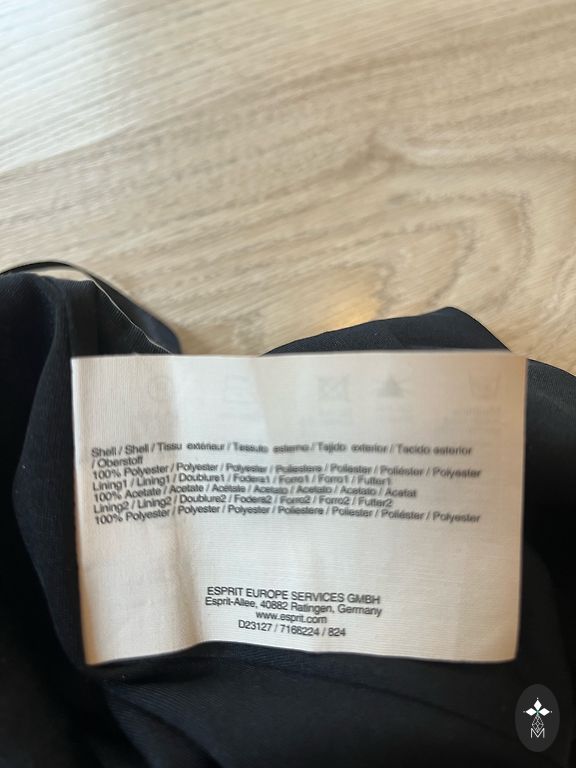 Shell / Shell / Tissu extérieur / Tessuto esterno / Tejido exterior / Tecido exterior
/ Oberstoff
100% Polyester / Polyester / Polyester / Poliestere / Poliester / Poliéster / Polyester
Lining1 / Lining1 / Doublure1 / Fodera1 / Forro1 / Forro1 / Futter1
100% Acetate / Acetate / Acétate / Acetato / Acetato / Acetato / Acetat
Lining2 / Lining2 / Doublure2 / Fodera2 / Forro2 / Forro2 / Futter2
100% Polyester / Polyester / Polyester / Poliestere / Poliester / Poliéster / Polyester
ESPRIT EUROPE SERVICES GMBH
Esprit-Allee, 40882 Ratingen, Germany
www.esprit.com
D23127 / 7166224 / 824
M